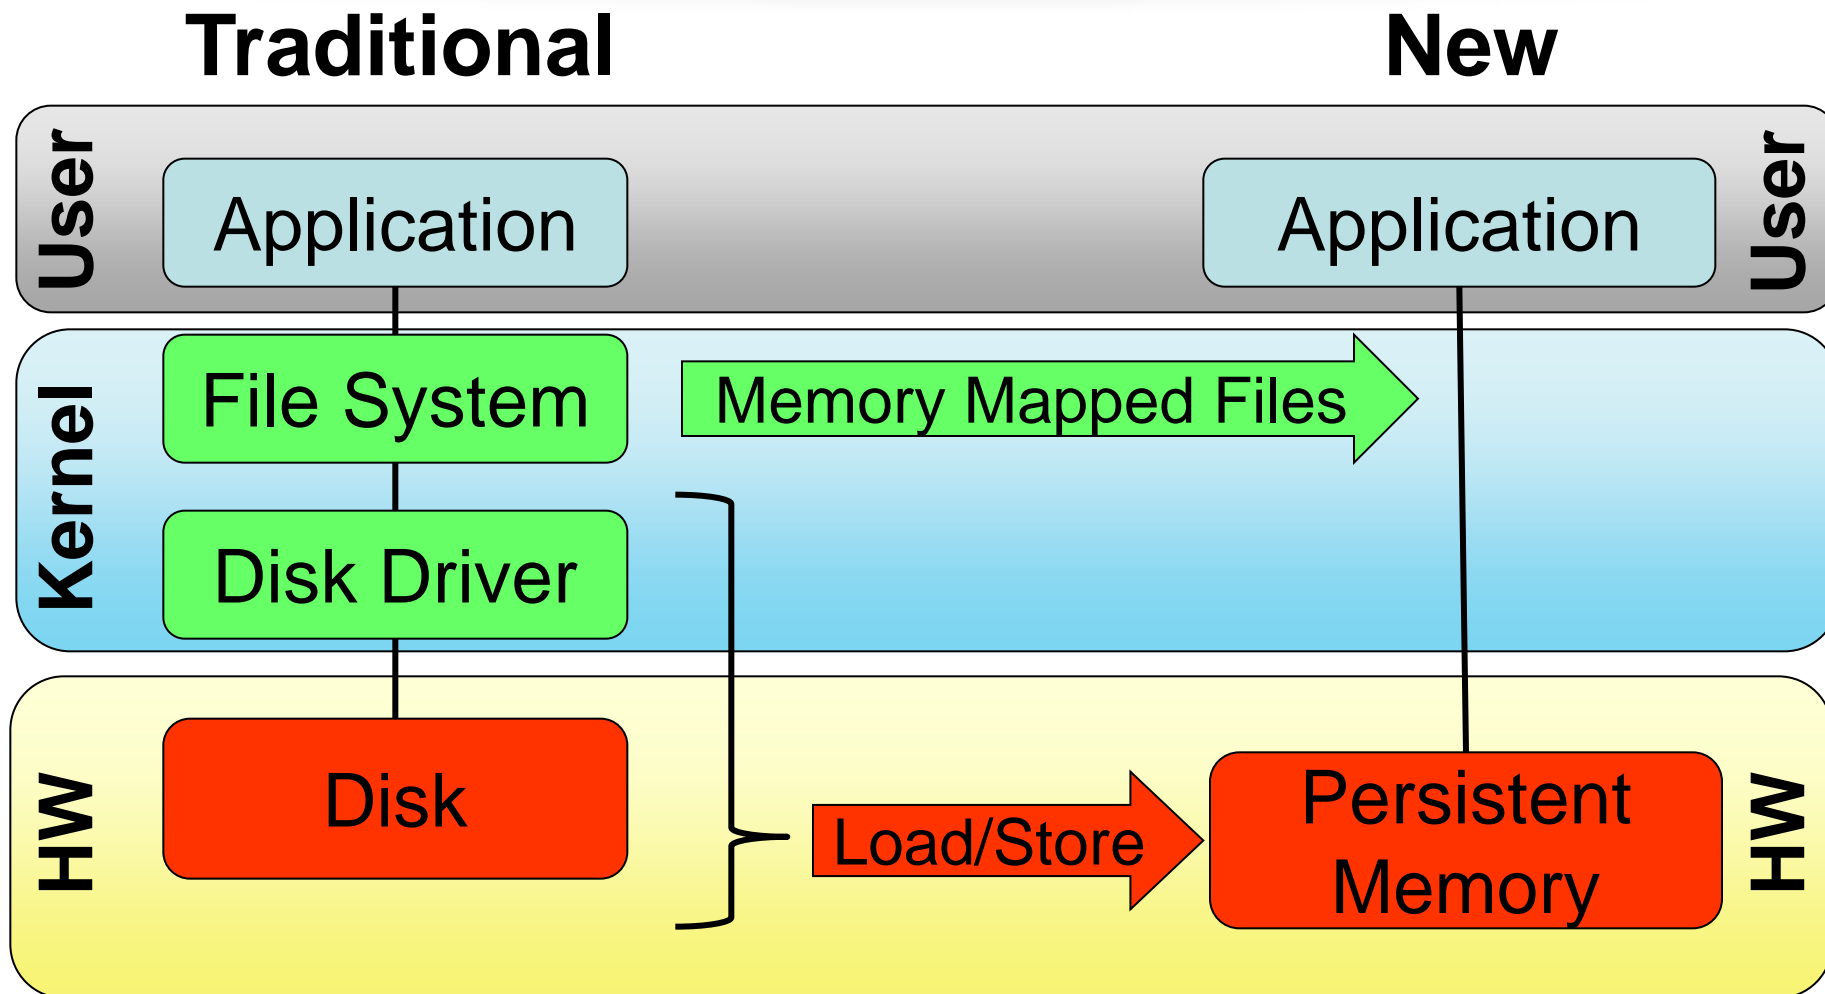 Traditional
New
User
Application
Application
User
Kernel
File System
Memory Mapped Files
Disk Driver
HW
Disk
Load/Store
Persistent
Memory
HW